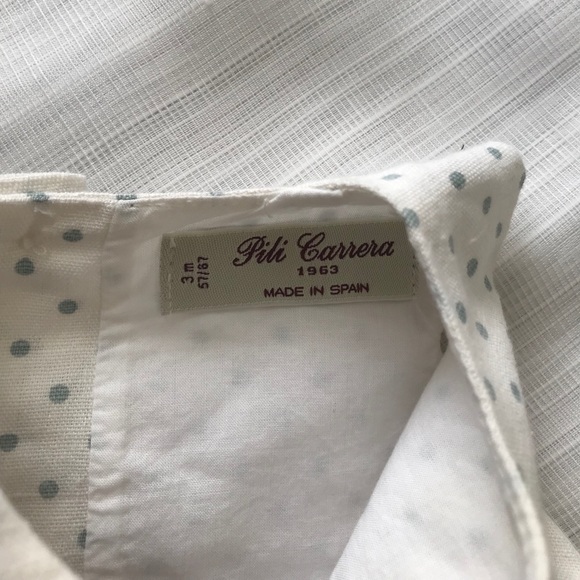 Pili Carrera
1963
MADE IN SPAIN
3 m
57/67